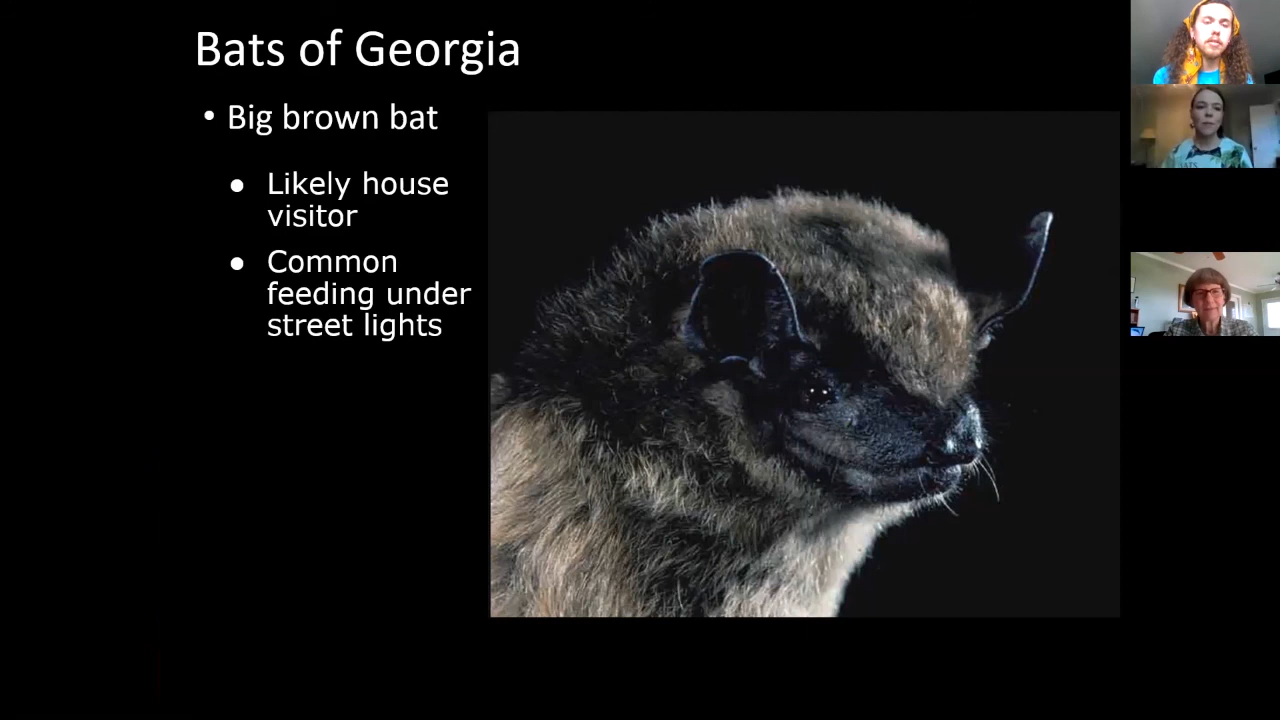 Bats of Georgia
• Big brown bat
● Likely house
visitor
● Common
feeding under
street lights